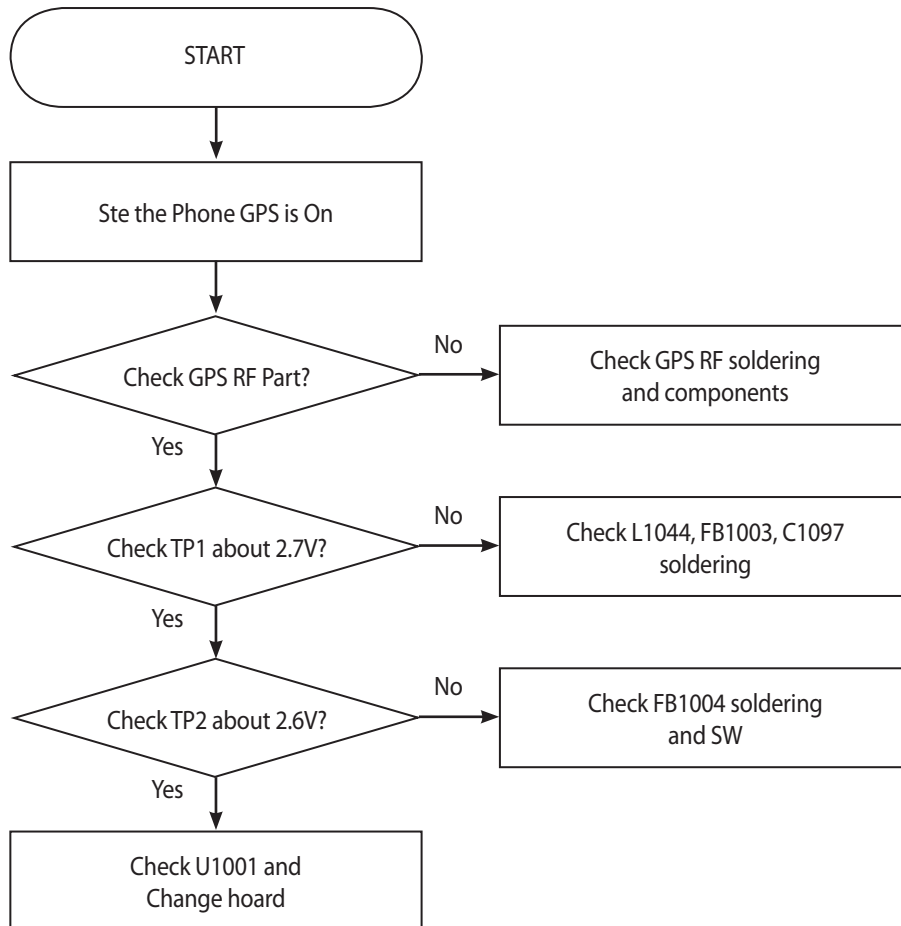 START
Ste the Phone GPS is On
Check GPS RF Part?
No
Check GPS RF soldering
and components
Yes
Check TP1 about 2.7V?
No
Check L1044, FB1003, C1097
soldering
Yes
Check TP2 about 2.6V?
No
Check FB1004 soldering
and SW
Yes
Check U1001 and
Change hoard